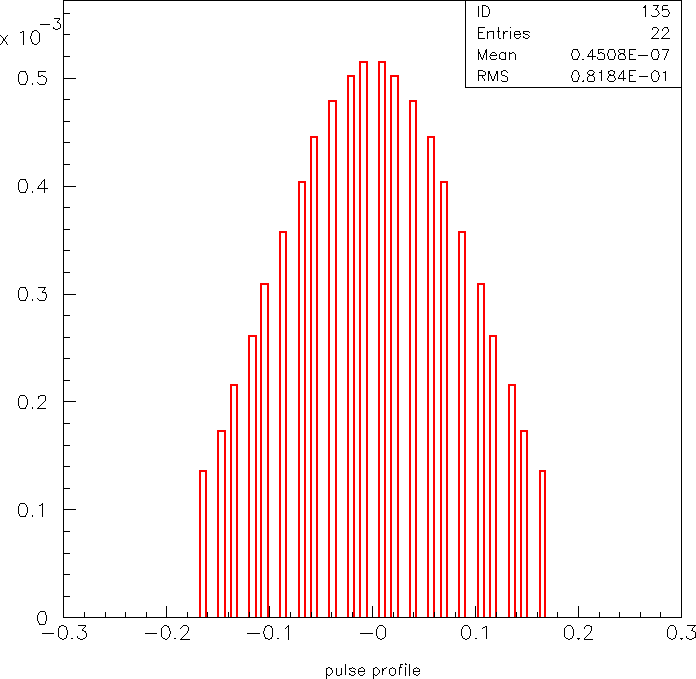 ID 135
Entries 22
Mean 0.4508E-07
RMS 0.8184E-01
x 10^-3
0.5
0.4
0.3
0.2
0.1
0
-0.3 -0.2 -0.1 -0 0.1 0.2 0.3
pulse profile